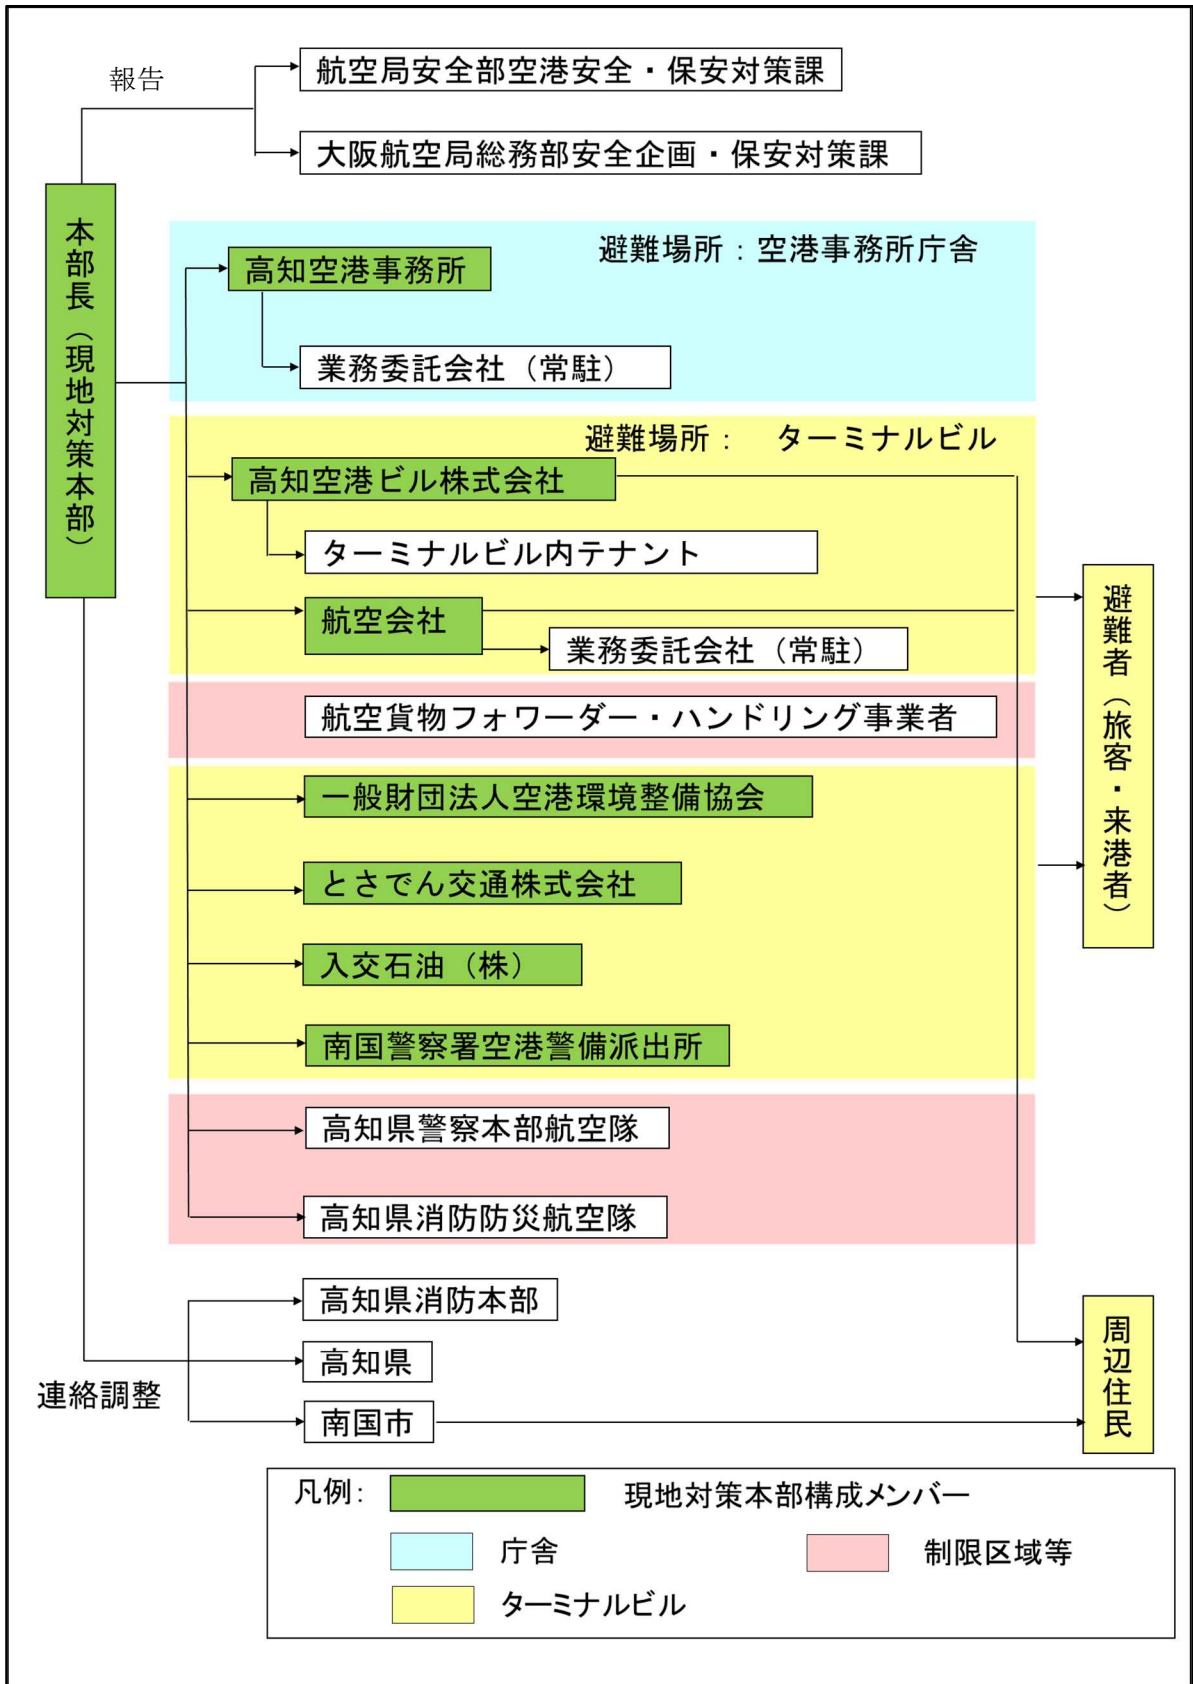 報告
航空局安全部空港安全・保安対策課
大阪航空局総務部安全企画・保安対策課
本部長（現地対策本部）
避難場所：空港事務所庁舎
高知空港事務所
業務委託会社（常駐）
避難場所： ターミナルビル
高知空港ビル株式会社
ターミナルビル内テナント
航空会社
業務委託会社（常駐）
航空貨物フォワーダー・ハンドリング事業者
一般財団法人空港環境整備協会
とさでん交通株式会社
入交石油（株）
南国警察署空港警備派出所
高知県警察本部航空隊
高知県消防防災航空隊
避難者（旅客・来港者）
高知県消防本部
高知県
南国市
連絡調整
周辺住民
凡例： 現地対策本部構成メンバー
庁舎 制限区域等
ターミナルビル